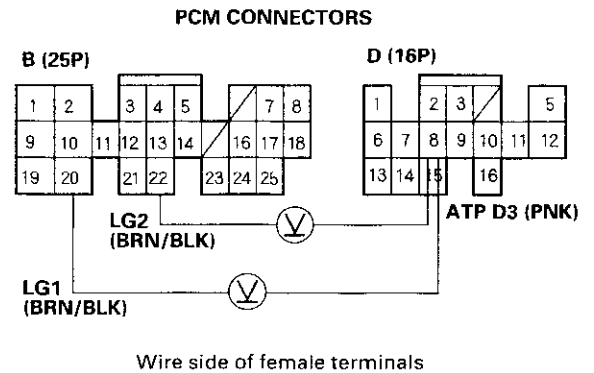 PCM CONNECTORS
B (25P)
D (16P)
1 2 3 4 5 7 8
9 10 11 12 13 14 16 17 18
19 20 21 22 23 24 25
1 2 3 5
6 7 8 9 10 11 12
13 14 15 16
LG2
(BRN/BLK)
V
ATP D3 (PNK)
LG1
(BRN/BLK)
V
Wire side of female terminals